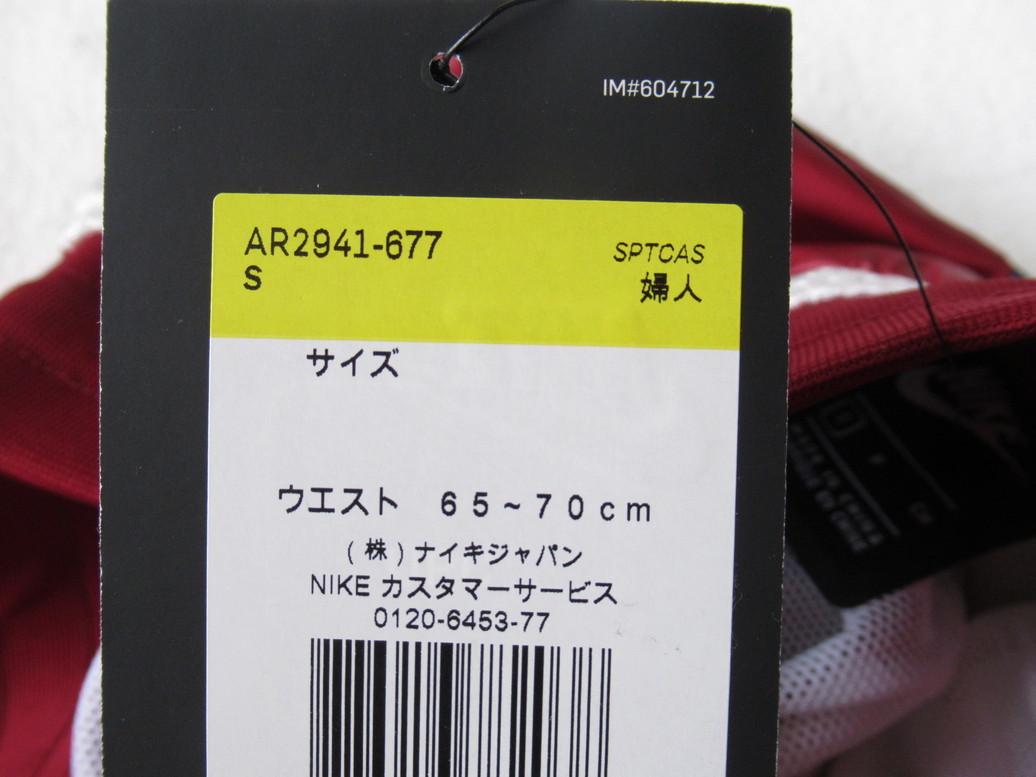 IM#604712
AR2941-677
S
SPTCAS
婦人
サイズ
ウエスト 65~70cm
(株)ナイキジャパン
NIKE カスタマーサービス
0120-6453-77
NIKE